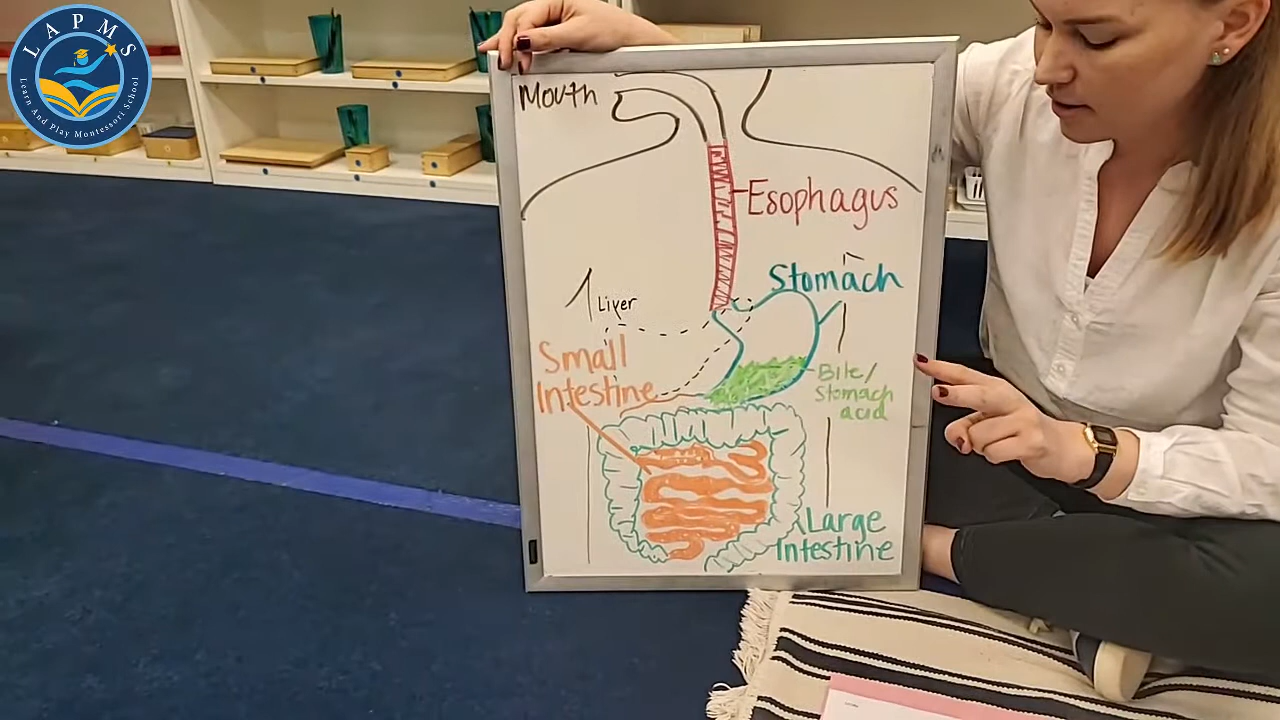 LAPMS
Learn And Play Montessori School
Mouth
Esophagus
Stomach
Liver
Small
Intestine
Bile/
Stomach
acid
Large
Intestine